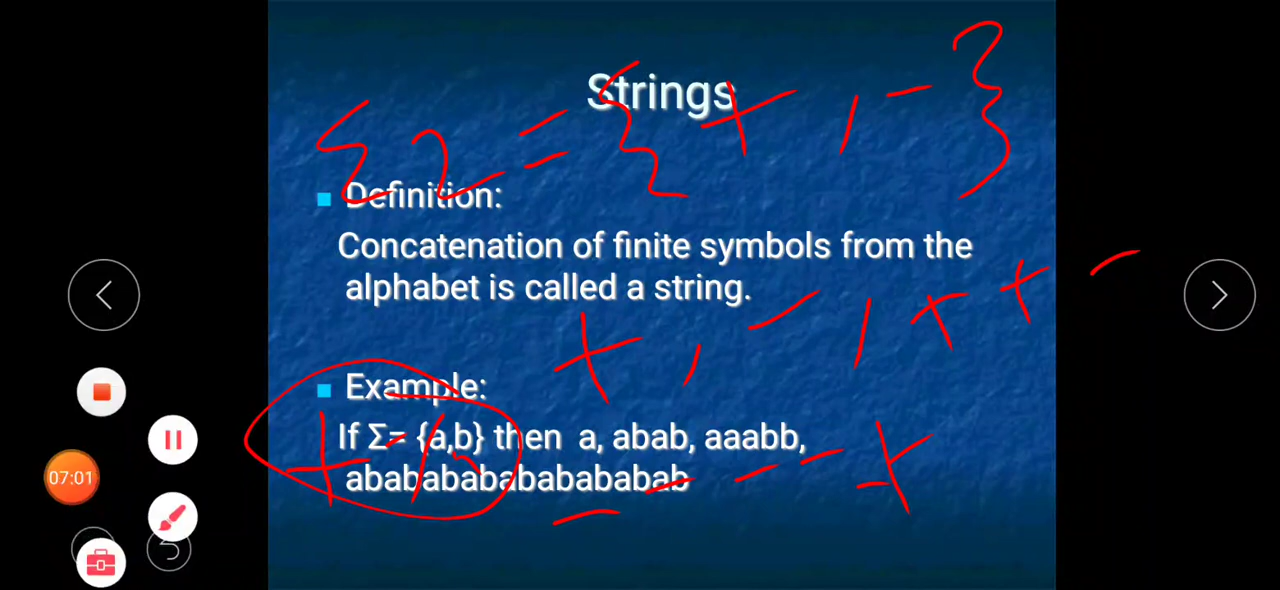 Strings
Σ2 = { + , - }
Definition:
Concatenation of finite symbols from the
alphabet is called a string.
+ , - , + + -
Example:
If Σ= {a,b} then a, abab, aaabb,
ababababababababab
07:01